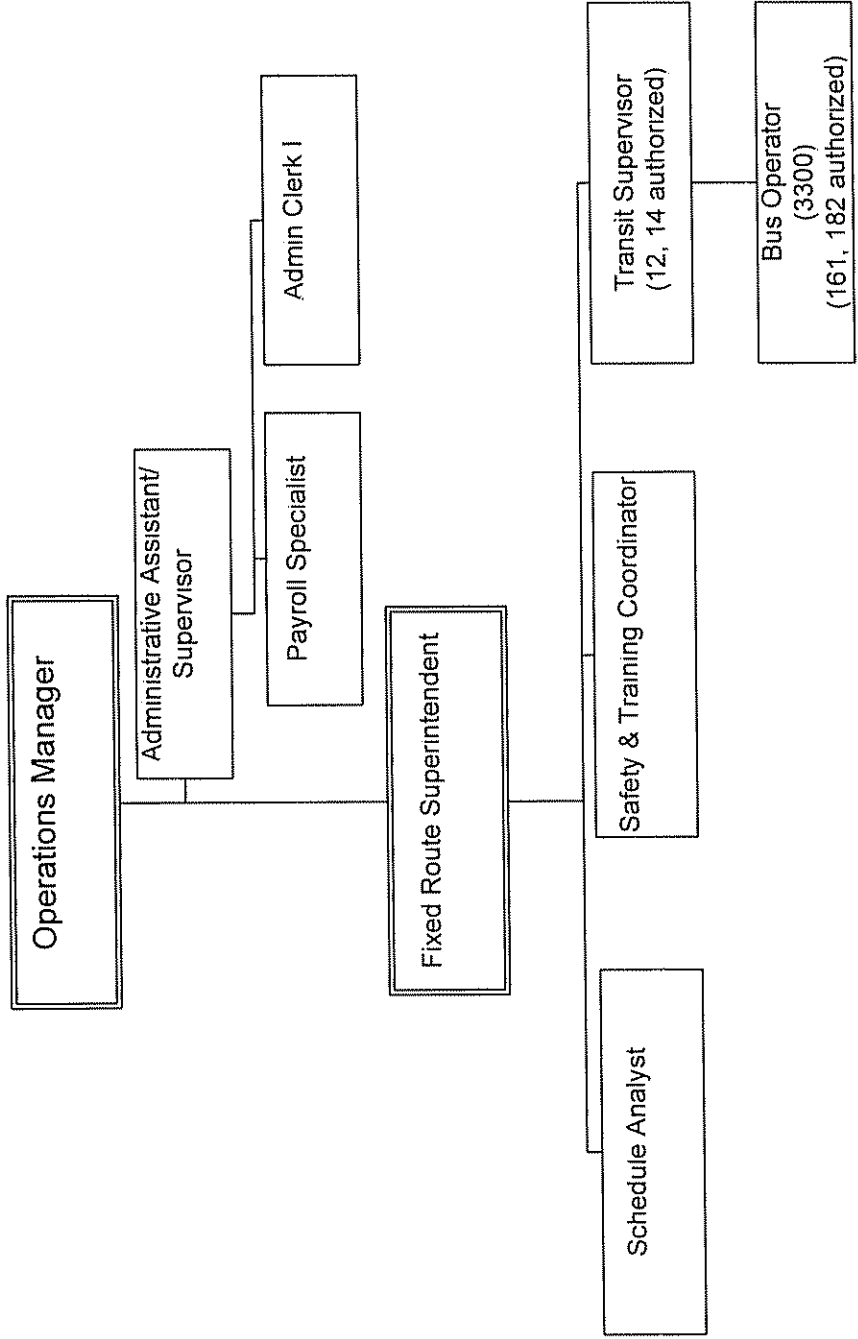 Operations Manager
Administrative Assistant/
Supervisor
Payroll Specialist
Admin Clerk I
Fixed Route Superintendent
Schedule Analyst
Safety & Training Coordinator
Transit Supervisor
(12, 14 authorized)
Bus Operator
(3300)
(161, 182 authorized)